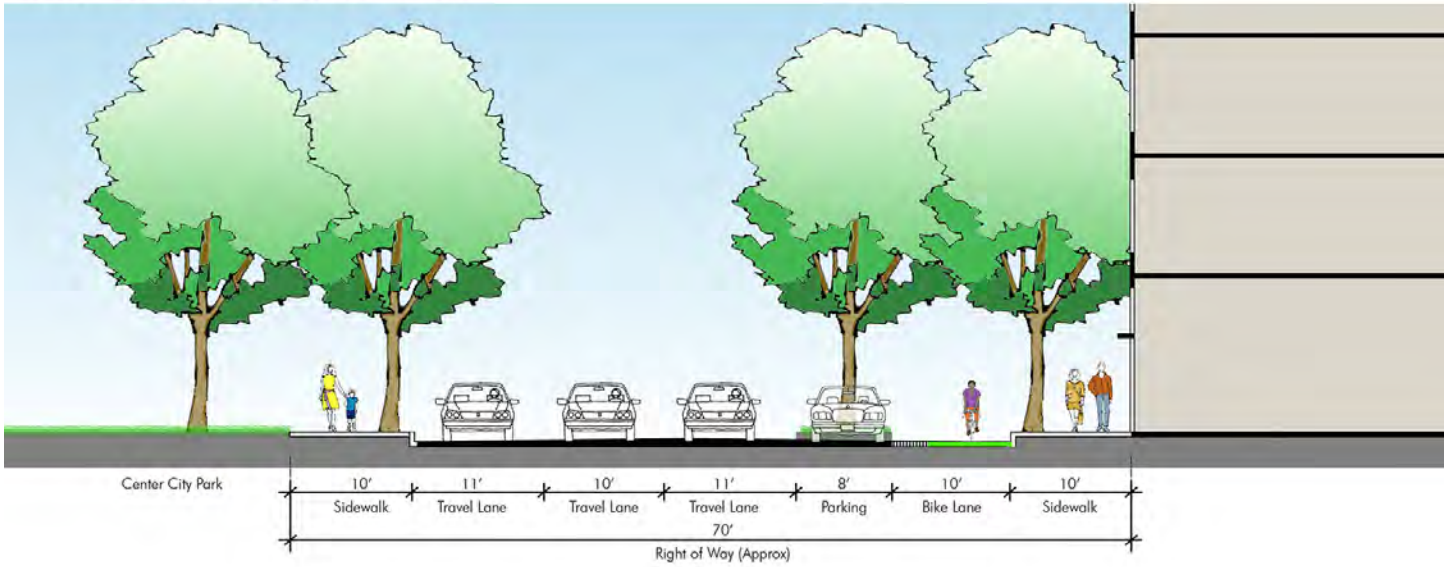 10’ 11’ 10’ 11’ 8’ 10’ 10’
Center City Park Sidewalk Travel Lane Travel Lane Travel Lane Parking Bike Lane Sidewalk
70’
Right of Way (Approx)